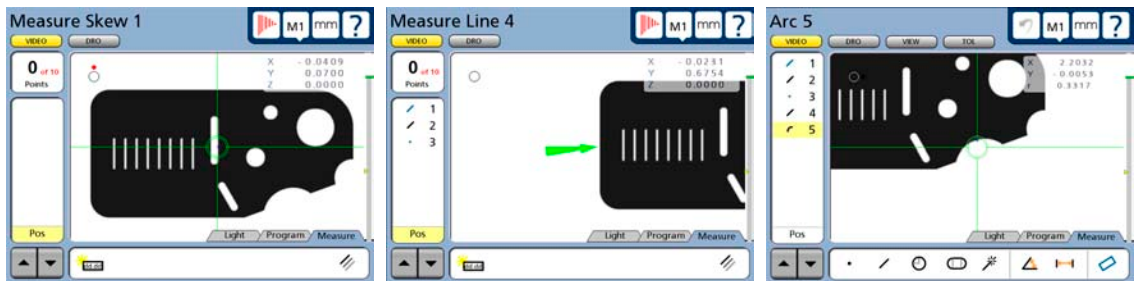 Measure Skew 1
M1 mm ?
VIDEO DRO
0 of 10
Points
X - 0.0409
Y 0.0700
Z 0.0000
Pos
Light Program Measure
Measure Line 4
M1 mm ?
VIDEO DRO
0 of 10
Points
X - 0.0231
Y 0.6754
Z 0.0000
1
2
3
Pos
Light Program Measure
Arc 5
M1 mm ?
VIDEO DRO VIEW TOL
1
2
3
4
5
X 2.2032
Y - 0.0053
r 0.3317
Pos
Light Program Measure